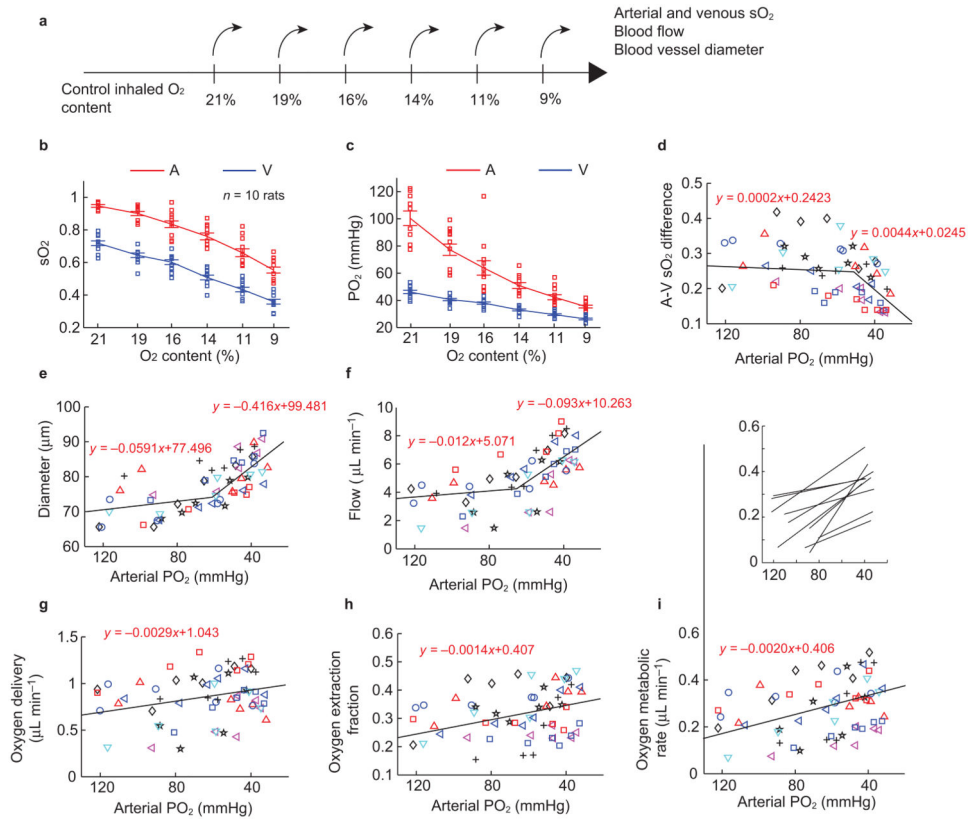 a
Arterial and venous sO₂
Blood flow
Blood vessel diameter
Control inhaled O₂
content
21% 19% 16% 14% 11% 9%
b
A V
n = 10 rats
sO₂
1
0.8
0.6
0.4
0.2
21 19 16 14 11 9
O₂ content (%)
c
A V
PO₂ (mmHg)
120
100
80
60
40
20
21 19 16 14 11 9
O₂ content (%)
d
y = 0.0002x+0.2423
y = 0.0044x+0.0245
A-V sO₂ difference
0.5
0.4
0.3
0.2
0.1
120 80 40
Arterial PO₂ (mmHg)
e
y = –0.416x+99.481
y = –0.0591x+77.496
Diameter (μm)
100
90
80
70
60
120 80 40
Arterial PO₂ (mmHg)
f
y = –0.093x+10.263
y = –0.012x+5.071
Flow ( μL min⁻¹)
10
8
6
4
2
0
120 80 40
Arterial PO₂ (mmHg)
0.6
0.4
0.2
0
120 80 40
g
y = –0.0029x+1.043
Oxygen delivery
(μL min⁻¹)
1.5
1
0.5
0
120 80 40
Arterial PO₂ (mmHg)
h
y = –0.0014x+0.407
Oxygen extraction
fraction
0.6
0.5
0.4
0.3
0.2
0.1
120 80 40
Arterial PO₂ (mmHg)
i
y = –0.0020x+0.406
Oxygen metabolic
rate (μL min⁻¹)
0.6
0.4
0.2
0
120 80 40
Arterial PO₂ (mmHg)